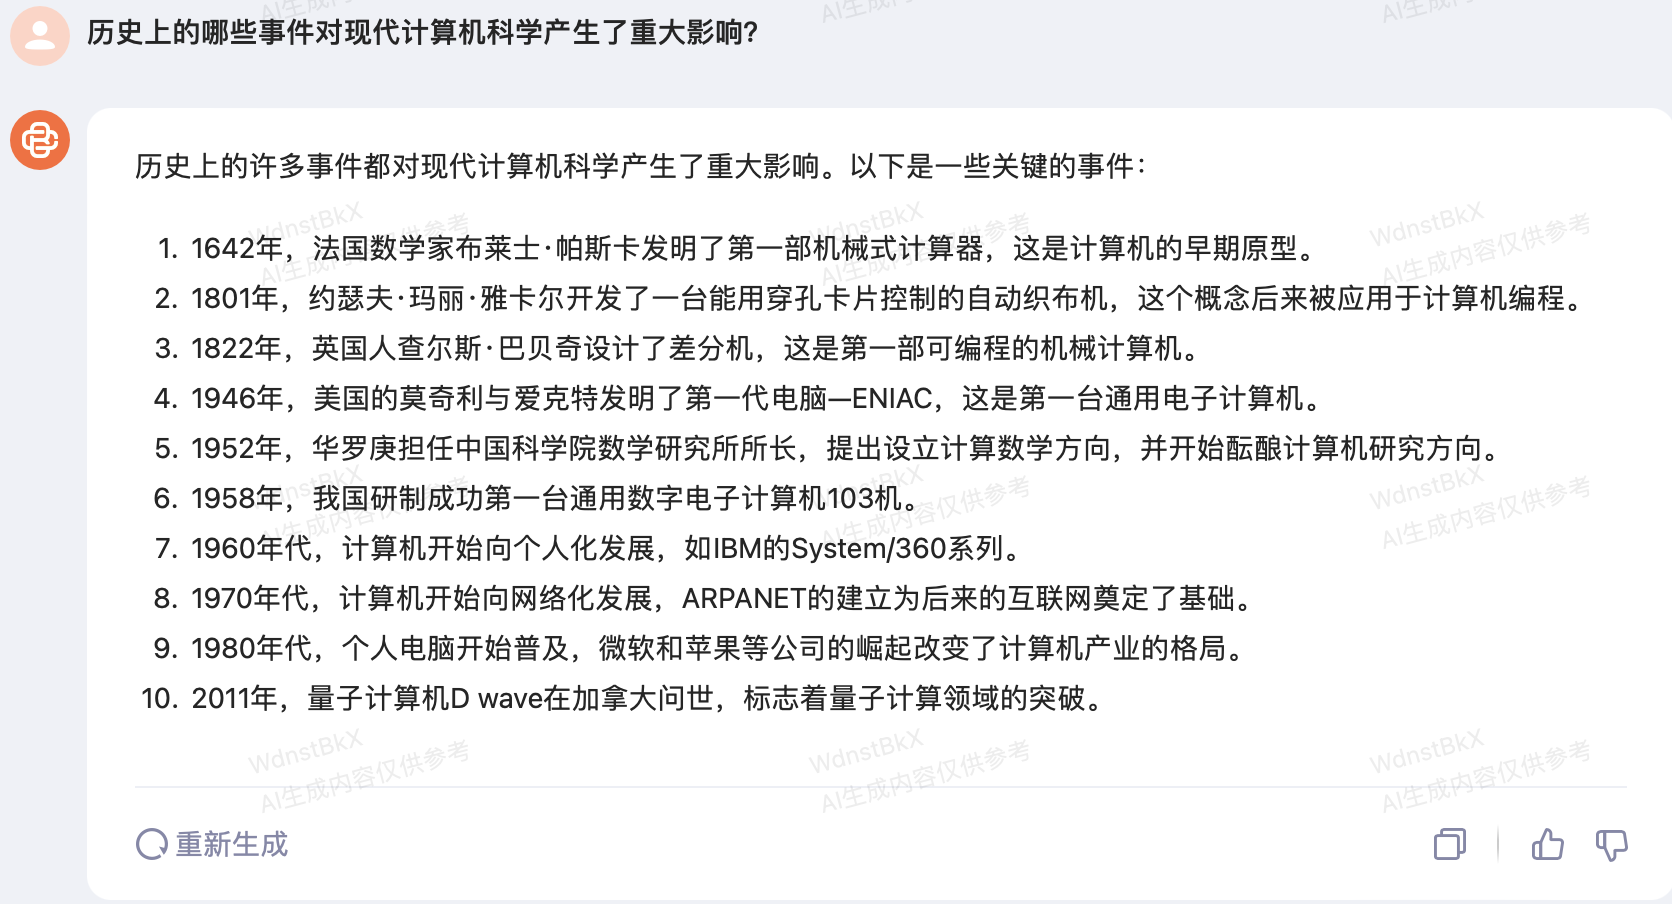 历史上的哪些事件对现代计算机科学产生了重大影响?
历史上的许多事件都对现代计算机科学产生了重大影响。以下是一些关键的事件：
1. 1642年，法国数学家布莱士·帕斯卡发明了第一部机械式计算器，这是计算机的早期原型。
2. 1801年，约瑟夫·玛丽·雅卡尔开发了一台能用穿孔卡片控制的自动织布机，这个概念后来被应用于计算机编程。
3. 1822年，英国人查尔斯·巴贝奇设计了差分机，这是第一部可编程的机械计算机。
4. 1946年，美国的莫奇利与爱克特发明了第一代电脑—ENIAC，这是第一台通用电子计算机。
5. 1952年，华罗庚担任中国科学院数学研究所所长，提出设立计算数学方向，并开始酝酿计算机研究方向。
6. 1958年，我国研制成功第一台通用数字电子计算机103机。
7. 1960年代，计算机开始向个人化发展，如IBM的System/360系列。
8. 1970年代，计算机开始向网络化发展，ARPANET的建立为后来的互联网奠定了基础。
9. 1980年代，个人电脑开始普及，微软和苹果等公司的崛起改变了计算机产业的格局。
10. 2011年，量子计算机D wave在加拿大问世，标志着量子计算领域的突破。
WdnstBkX
AI生成内容仅供参考
重新生成